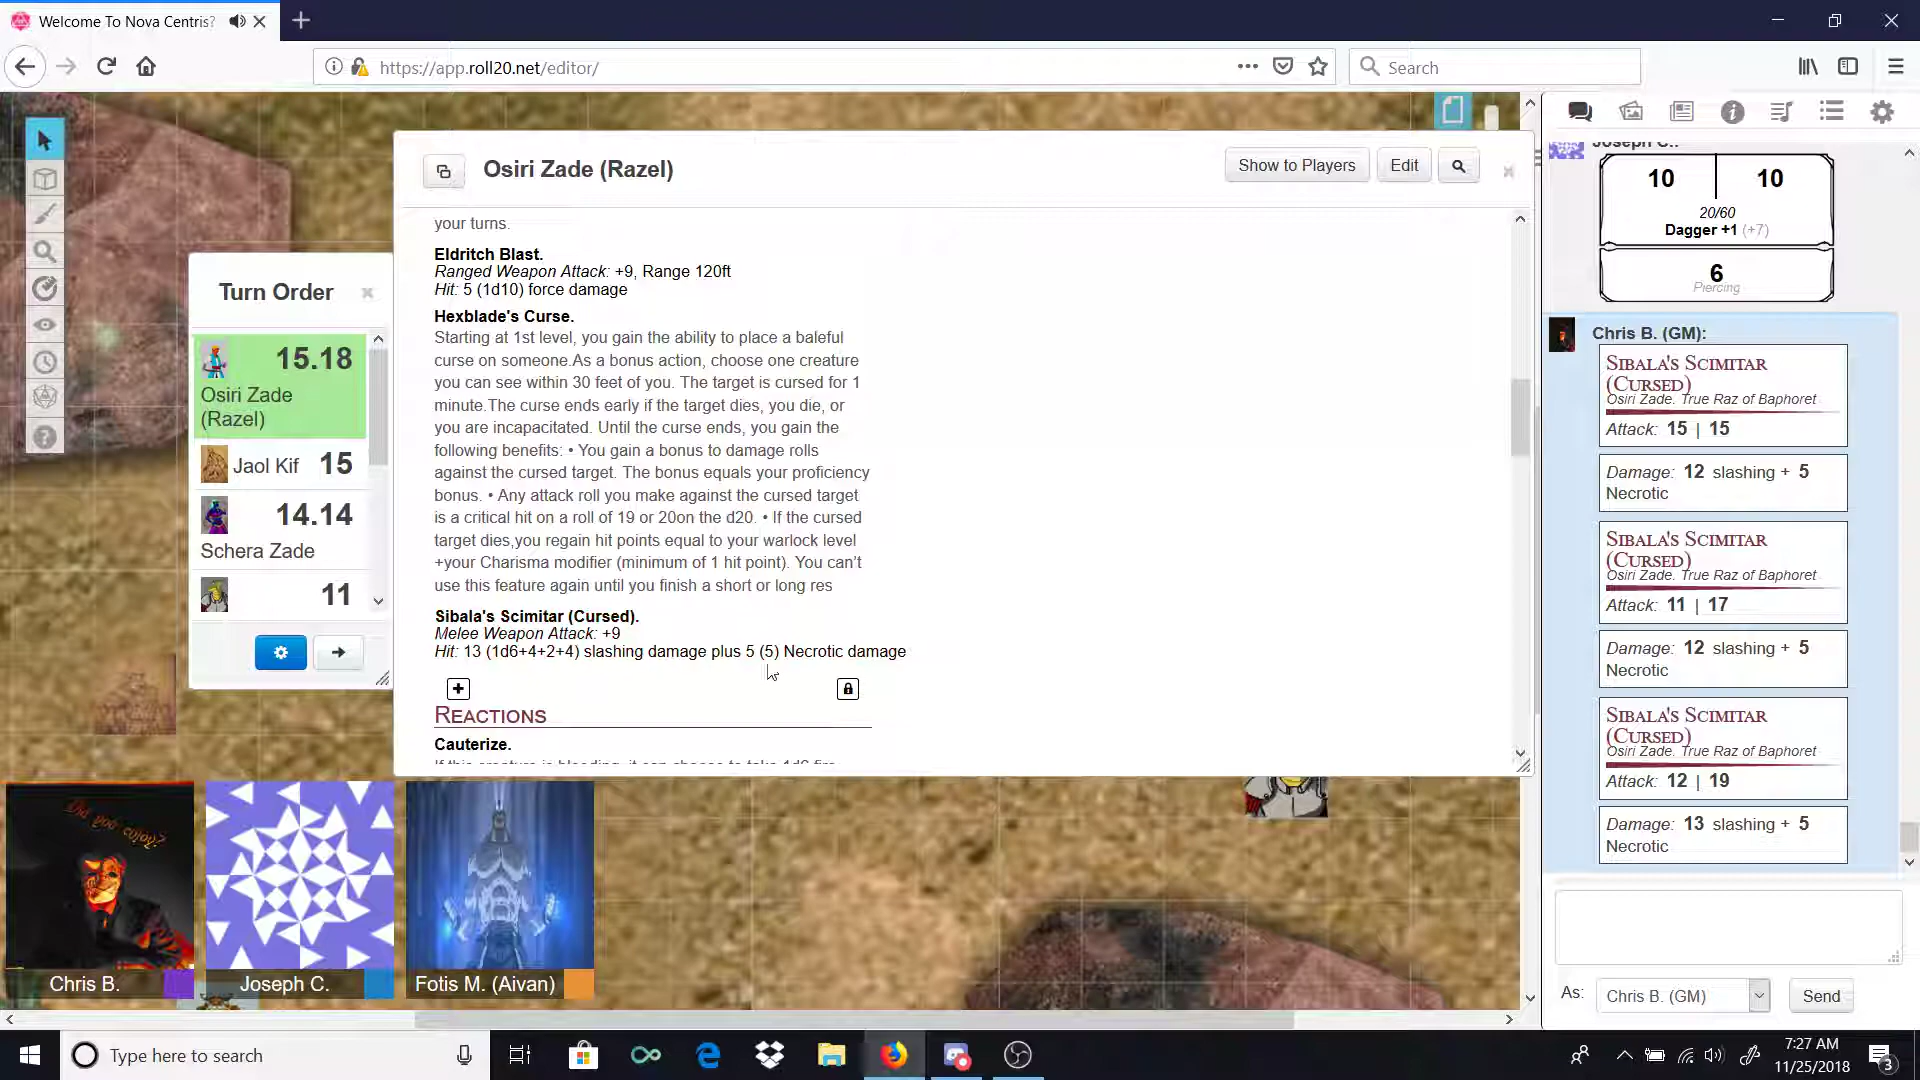 Welcome To Nova Centris?
https://app.roll20.net/editor/
Search
Osiri Zade (Razel)
Show to Players
Edit
your turns.
Eldritch Blast.
Ranged Weapon Attack: +9, Range 120ft
Hit: 5 (1d10) force damage
Hexblade's Curse.
Starting at 1st level, you gain the ability to place a baleful
curse on someone.As a bonus action, choose one creature
you can see within 30 feet of you. The target is cursed for 1
minute.The curse ends early if the target dies, you die, or
you are incapacitated. Until the curse ends, you gain the
following benefits: • You gain a bonus to damage rolls
against the cursed target. The bonus equals your proficiency
bonus. • Any attack roll you make against the cursed target
is a critical hit on a roll of 19 or 20on the d20. • If the cursed
target dies,you regain hit points equal to your warlock level
+your Charisma modifier (minimum of 1 hit point). You can't
use this feature again until you finish a short or long res
Sibala's Scimitar (Cursed).
Melee Weapon Attack: +9
Hit: 13 (1d6+4+2+4) slashing damage plus 5 (5) Necrotic damage
Reactions
Cauterize.
If this creature is bleeding, it can choose to take 1d6 fire
Turn Order
15.18
Osiri Zade
(Razel)
Jaol Kif 15
14.14
Schera Zade
11
Joseph C.:
10 10
20/60
Dagger +1 (+7)
6
Piercing
Chris B. (GM):
Sibala's Scimitar
(Cursed)
Osiri Zade. True Raz of Baphoret
Attack: 15 | 15
Damage: 12 slashing + 5
Necrotic
Sibala's Scimitar
(Cursed)
Osiri Zade. True Raz of Baphoret
Attack: 11 | 17
Damage: 12 slashing + 5
Necrotic
Sibala's Scimitar
(Cursed)
Osiri Zade. True Raz of Baphoret
Attack: 12 | 19
Damage: 13 slashing + 5
Necrotic
As:
Chris B. (GM)
Send
Chris B.
Joseph C.
Fotis M. (Aivan)
Type here to search
7:27 AM
11/25/2018
3